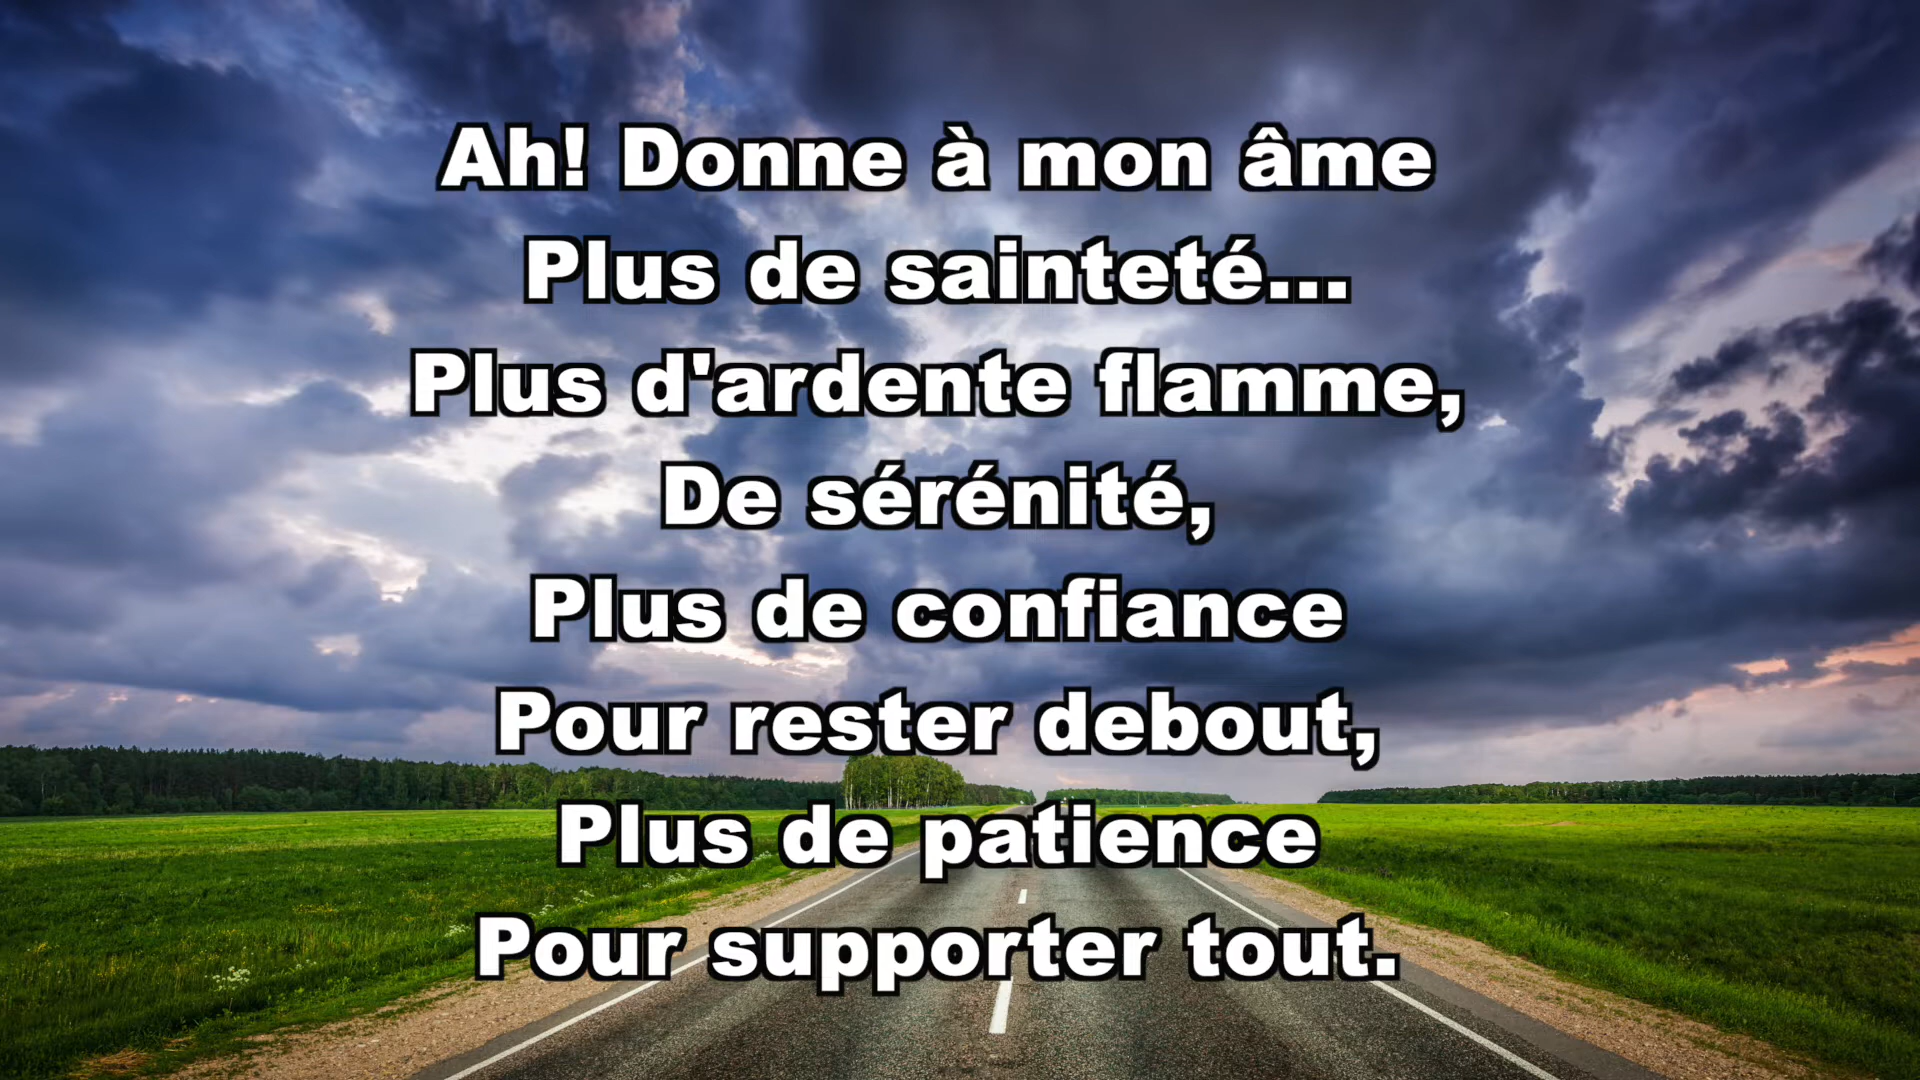 Ah! Donne à mon âme
Plus de sainteté...
Plus d'ardente flamme,
De sérénité,
Plus de confiance
Pour rester debout,
Plus de patience
Pour supporter tout.